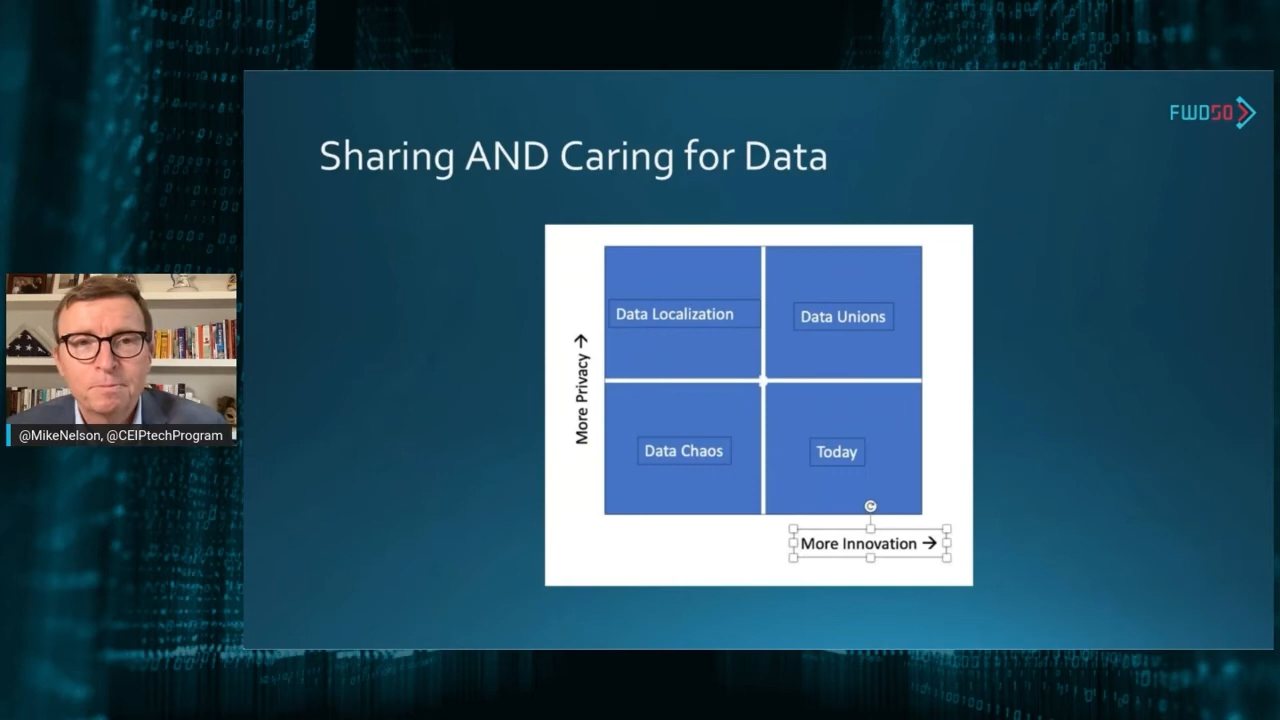 FWD50
Sharing AND Caring for Data
Data Localization
Data Unions
More Privacy →
Data Chaos
Today
More Innovation →
@MikeNelson, @CEIPtechProgram